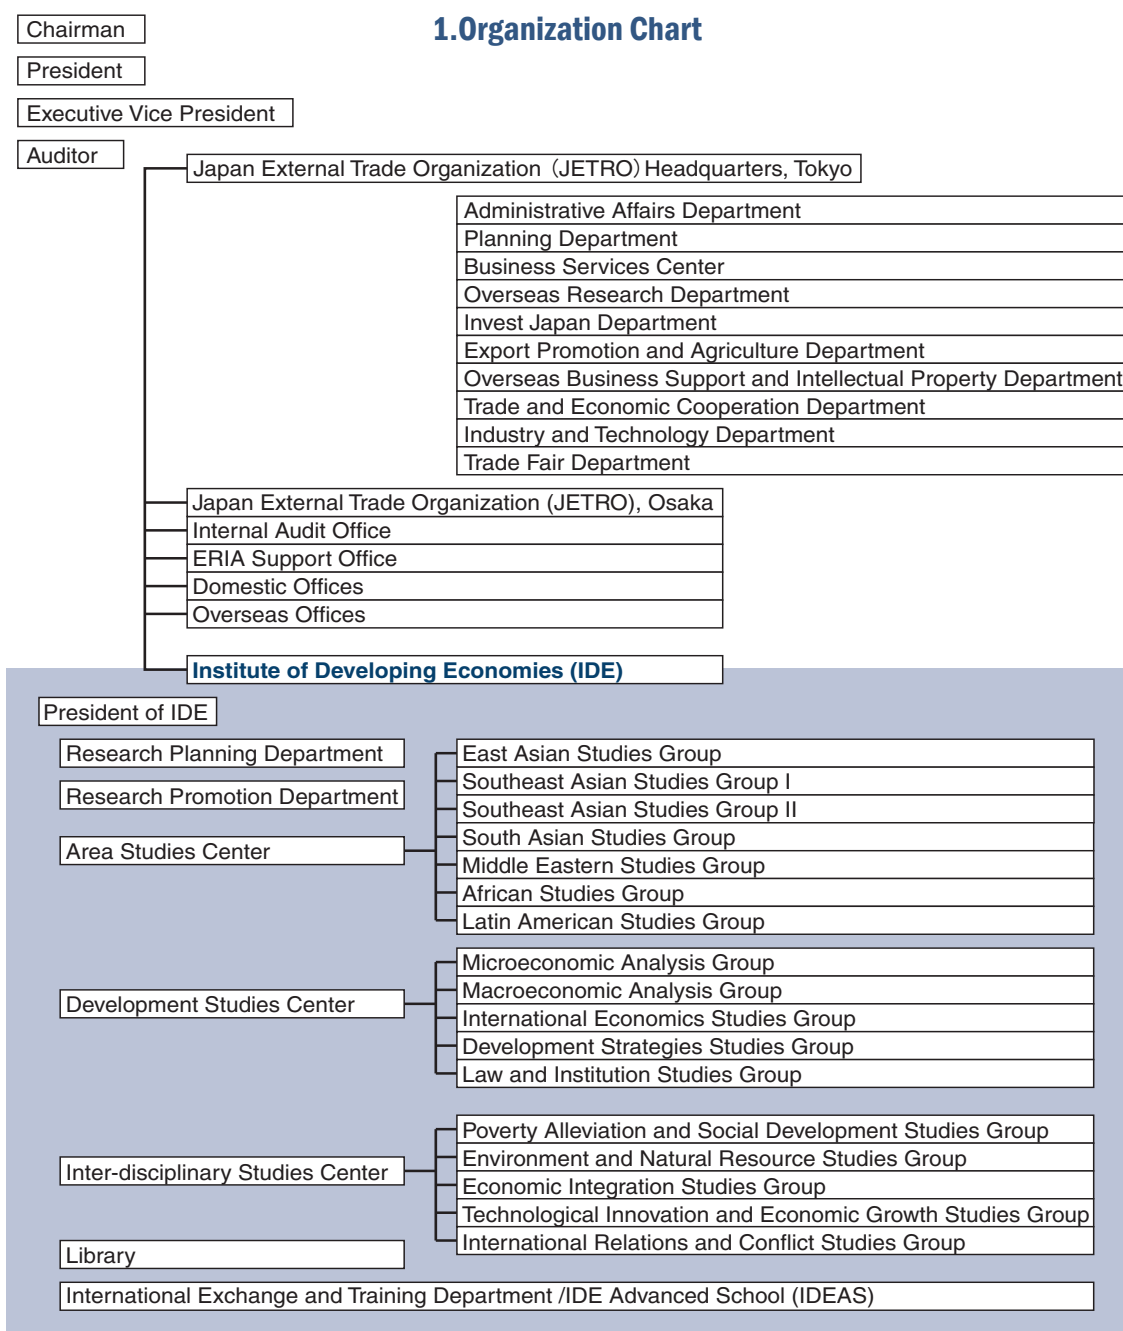 1.Organization Chart
Chairman
President
Executive Vice President
Auditor
Japan External Trade Organization (JETRO) Headquarters, Tokyo
Administrative Affairs Department
Planning Department
Business Services Center
Overseas Research Department
Invest Japan Department
Export Promotion and Agriculture Department
Overseas Business Support and Intellectual Property Department
Trade and Economic Cooperation Department
Industry and Technology Department
Trade Fair Department
Japan External Trade Organization (JETRO), Osaka
Internal Audit Office
ERIA Support Office
Domestic Offices
Overseas Offices
Institute of Developing Economies (IDE)
President of IDE
Research Planning Department
Research Promotion Department
Area Studies Center
East Asian Studies Group
Southeast Asian Studies Group I
Southeast Asian Studies Group II
South Asian Studies Group
Middle Eastern Studies Group
African Studies Group
Latin American Studies Group
Development Studies Center
Microeconomic Analysis Group
Macroeconomic Analysis Group
International Economics Studies Group
Development Strategies Studies Group
Law and Institution Studies Group
Inter-disciplinary Studies Center
Poverty Alleviation and Social Development Studies Group
Environment and Natural Resource Studies Group
Economic Integration Studies Group
Technological Innovation and Economic Growth Studies Group
International Relations and Conflict Studies Group
Library
International Exchange and Training Department /IDE Advanced School (IDEAS)